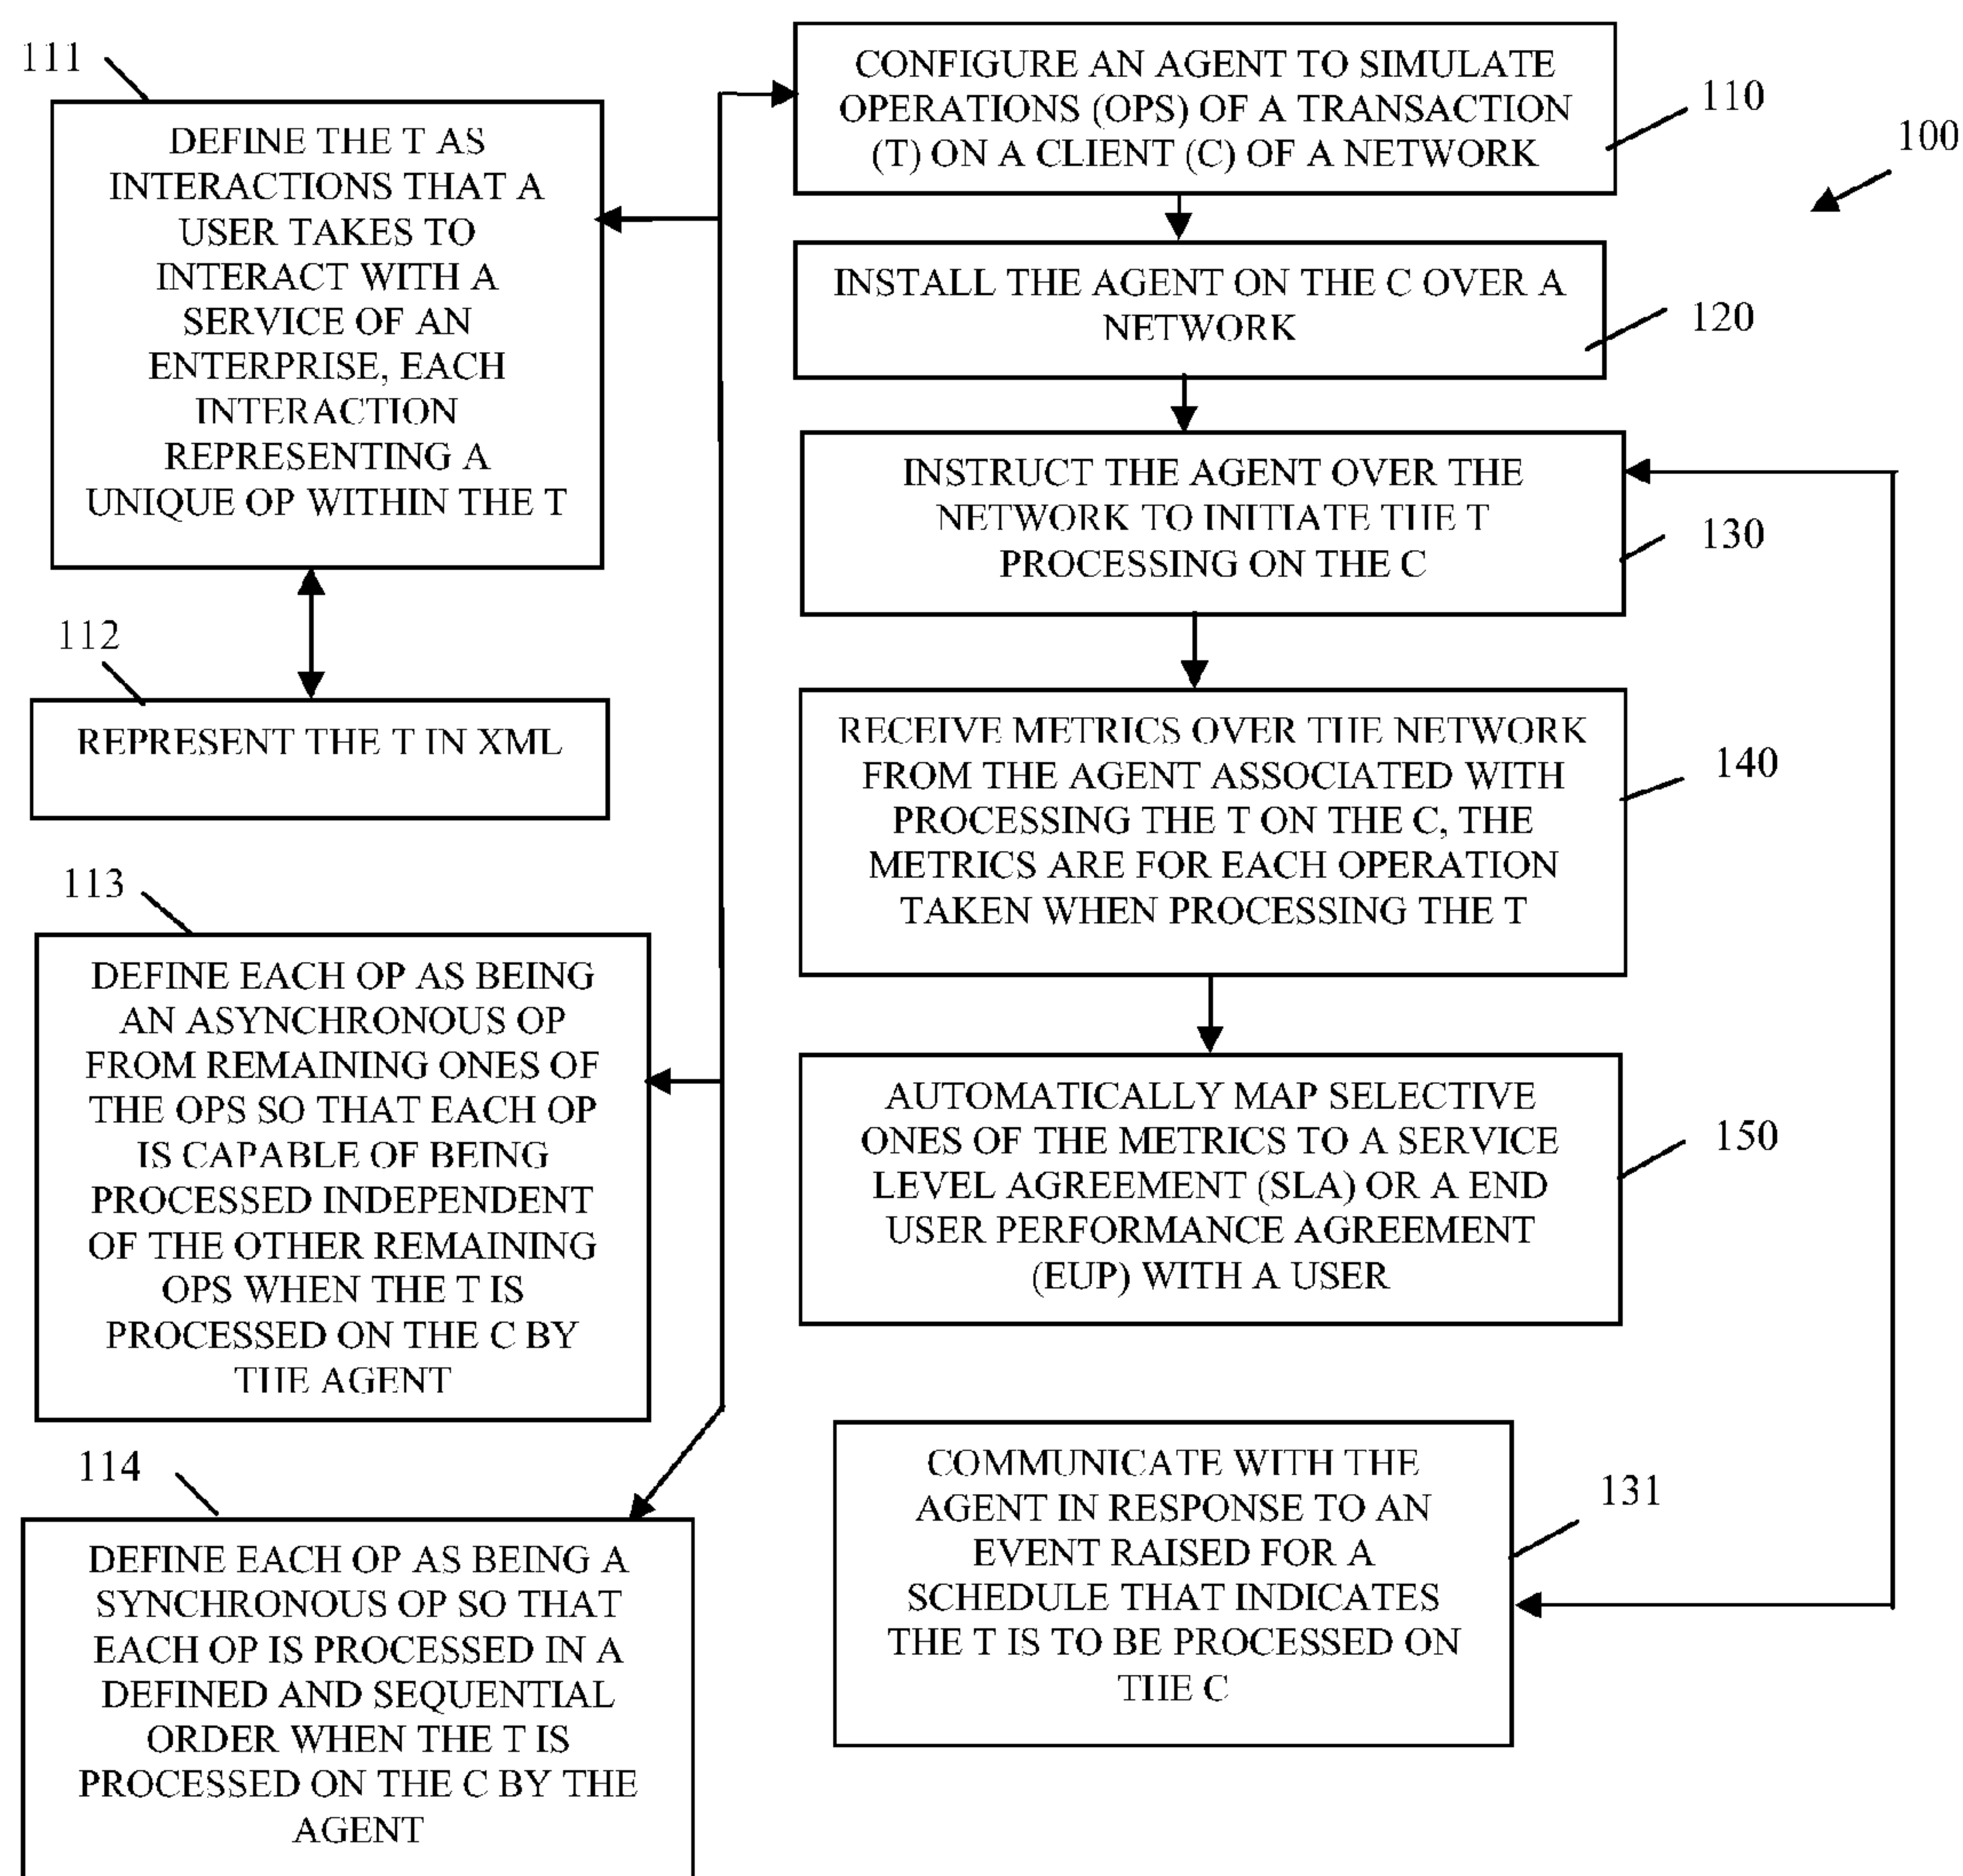 111
DEFINE THE T AS
INTERACTIONS THAT A
USER TAKES TO
INTERACT WITH A
SERVICE OF AN
ENTERPRISE, EACH
INTERACTION
REPRESENTING A
UNIQUE OP WITHIN THE T
112
REPRESENT THE T IN XML
113
DEFINE EACH OP AS BEING
AN ASYNCHRONOUS OP
FROM REMAINING ONES OF
THE OPS SO THAT EACH OP
IS CAPABLE OF BEING
PROCESSED INDEPENDENT
OF THE OTHER REMAINING
OPS WHEN THE T IS
PROCESSED ON THE C BY
THE AGENT
114
DEFINE EACH OP AS BEING A
SYNCHRONOUS OP SO THAT
EACH OP IS PROCESSED IN A
DEFINED AND SEQUENTIAL
ORDER WHEN THE T IS
PROCESSED ON THE C BY THE
AGENT
CONFIGURE AN AGENT TO SIMULATE
OPERATIONS (OPS) OF A TRANSACTION
(T) ON A CLIENT (C) OF A NETWORK
110
100
INSTALL THE AGENT ON THE C OVER A
NETWORK
120
INSTRUCT THE AGENT OVER THE
NETWORK TO INITIATE THE T
PROCESSING ON THE C
130
RECEIVE METRICS OVER THE NETWORK
FROM THE AGENT ASSOCIATED WITH
PROCESSING THE T ON THE C, THE
METRICS ARE FOR EACH OPERATION
TAKEN WHEN PROCESSING THE T
140
AUTOMATICALLY MAP SELECTIVE
ONES OF THE METRICS TO A SERVICE
LEVEL AGREEMENT (SLA) OR A END
USER PERFORMANCE AGREEMENT
(EUP) WITH A USER
150
COMMUNICATE WITH THE
AGENT IN RESPONSE TO AN
EVENT RAISED FOR A
SCHEDULE THAT INDICATES
THE T IS TO BE PROCESSED ON
THE C
131